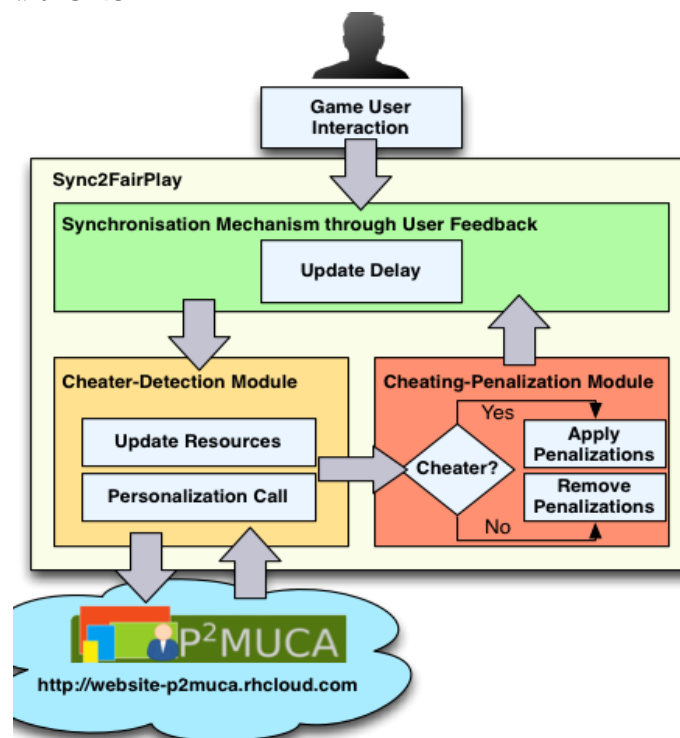 Game User
Interaction
Sync2FairPlay
Synchronisation Mechanism through User Feedback
Update Delay
Cheater-Detection Module
Update Resources
Personalization Call
Cheating-Penalization Module
Yes
Cheater?
Apply
Penalizations
Remove
Penalizations
No
P²MUCA
http://website-p2muca.rhcloud.com